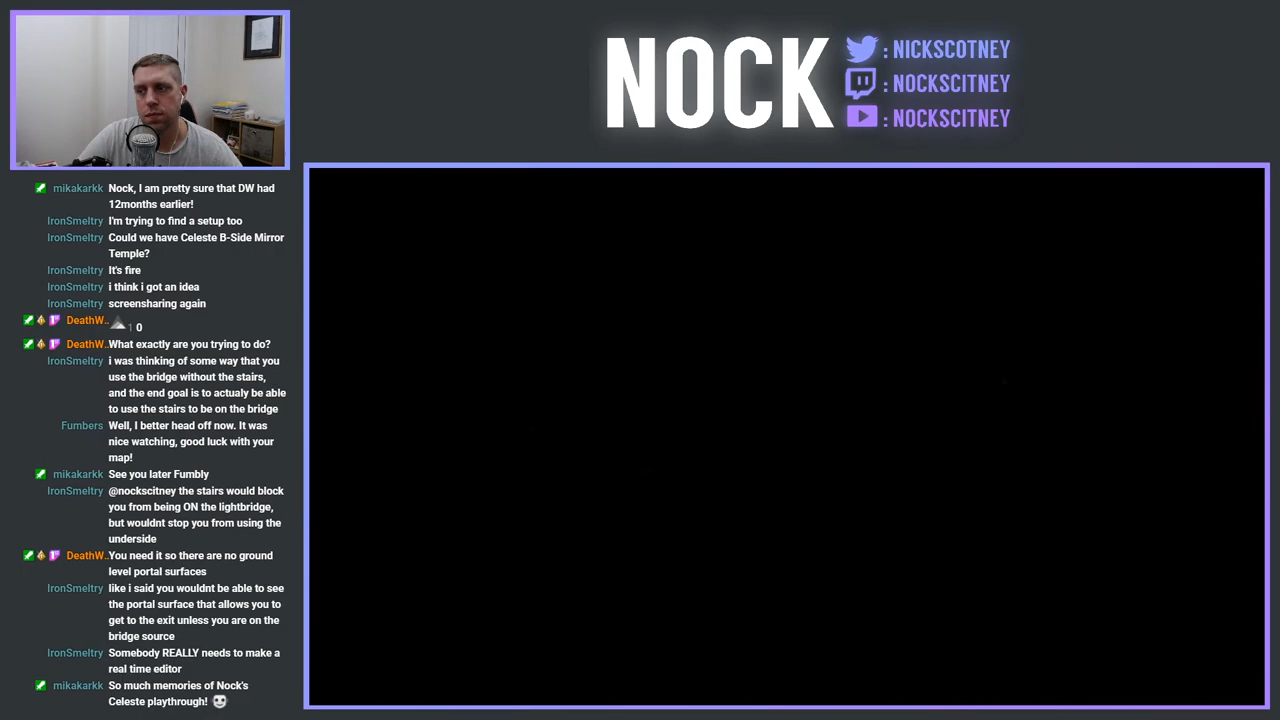 NOCK
: NICKSCOTNEY
: NOCKSCITNEY
: NOCKSCITNEY
mikakarkk Nock, I am pretty sure that DW had
12months earlier!
IronSmeltry I'm trying to find a setup too
IronSmeltry Could we have Celeste B-Side Mirror
Temple?
IronSmeltry It's fire
IronSmeltry i think i got an idea
IronSmeltry screensharing again
DeathW.. 1 0
DeathW.. What exactly are you trying to do?
IronSmeltry i was thinking of some way that you
use the bridge without the stairs,
and the end goal is to actualy be able
to use the stairs to be on the bridge
Fumbers Well, I better head off now. It was
nice watching, good luck with your
map!
mikakarkk See you later Fumbly
IronSmeltry @nockscitney the stairs would block
you from being ON the lightbridge,
but wouldnt stop you from using the
underside
DeathW.. You need it so there are no ground
level portal surfaces
IronSmeltry like i said you wouldnt be able to see
the portal surface that allows you to
get to the exit unless you are on the
bridge source
IronSmeltry Somebody REALLY needs to make a
real time editor
mikakarkk So much memories of Nock's
Celeste playthrough!